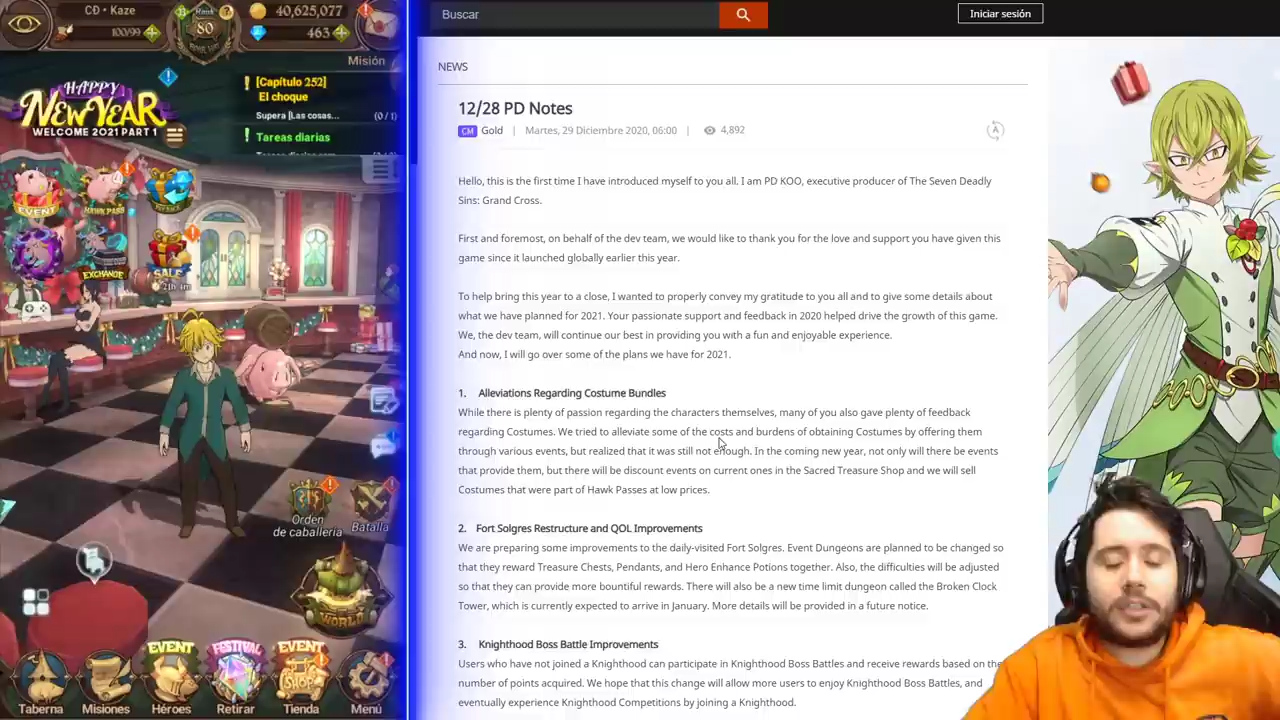 CĐ • Kaze
100/99
Rank
80
40,625,077
463
Misión
HAPPY
NEW YEAR
WELCOME 2021 PART 1
[Capítulo 252]
El choque
Supera [Las cosas...
(0 / 1)
Tareas diarias
EVENT
HAWK PASS
EXCHANGE
SALE
21h 4m
Orden
de caballería
Batalla
WORLD
EVENT
FESTIVAL
EVENT
SHOP
Taberna
Misiones
Héroes
Retirar
Tienda
Menú
Buscar
Iniciar sesión
NEWS
12/28 PD Notes
CM Gold | Martes, 29 Diciembre 2020, 06:00 | 4,892
A
Hello, this is the first time I have introduced myself to you all. I am PD KOO, executive producer of The Seven Deadly
Sins: Grand Cross.
First and foremost, on behalf of the dev team, we would like to thank you for the love and support you have given this
game since it launched globally earlier this year.
To help bring this year to a close, I wanted to properly convey my gratitude to you all and to give some details about
what we have planned for 2021. Your passionate support and feedback in 2020 helped drive the growth of this game.
We, the dev team, will continue our best in providing you with a fun and enjoyable experience.
And now, I will go over some of the plans we have for 2021.
1. Alleviations Regarding Costume Bundles
While there is plenty of passion regarding the characters themselves, many of you also gave plenty of feedback
regarding Costumes. We tried to alleviate some of the costs and burdens of obtaining Costumes by offering them
through various events, but realized that it was still not enough. In the coming new year, not only will there be events
that provide them, but there will be discount events on current ones in the Sacred Treasure Shop and we will sell
Costumes that were part of Hawk Passes at low prices.
2. Fort Solgres Restructure and QOL Improvements
We are preparing some improvements to the daily-visited Fort Solgres. Event Dungeons are planned to be changed so
that they reward Treasure Chests, Pendants, and Hero Enhance Potions together. Also, the difficulties will be adjusted
so that they can provide more bountiful rewards. There will also be a new time limit dungeon called the Broken Clock
Tower, which is currently expected to arrive in January. More details will be provided in a future notice.
3. Knighthood Boss Battle Improvements
Users who have not joined a Knighthood can participate in Knighthood Boss Battles and receive rewards based on the
number of points acquired. We hope that this change will allow more users to enjoy Knighthood Boss Battles, and
eventually experience Knighthood Competitions by joining a Knighthood.